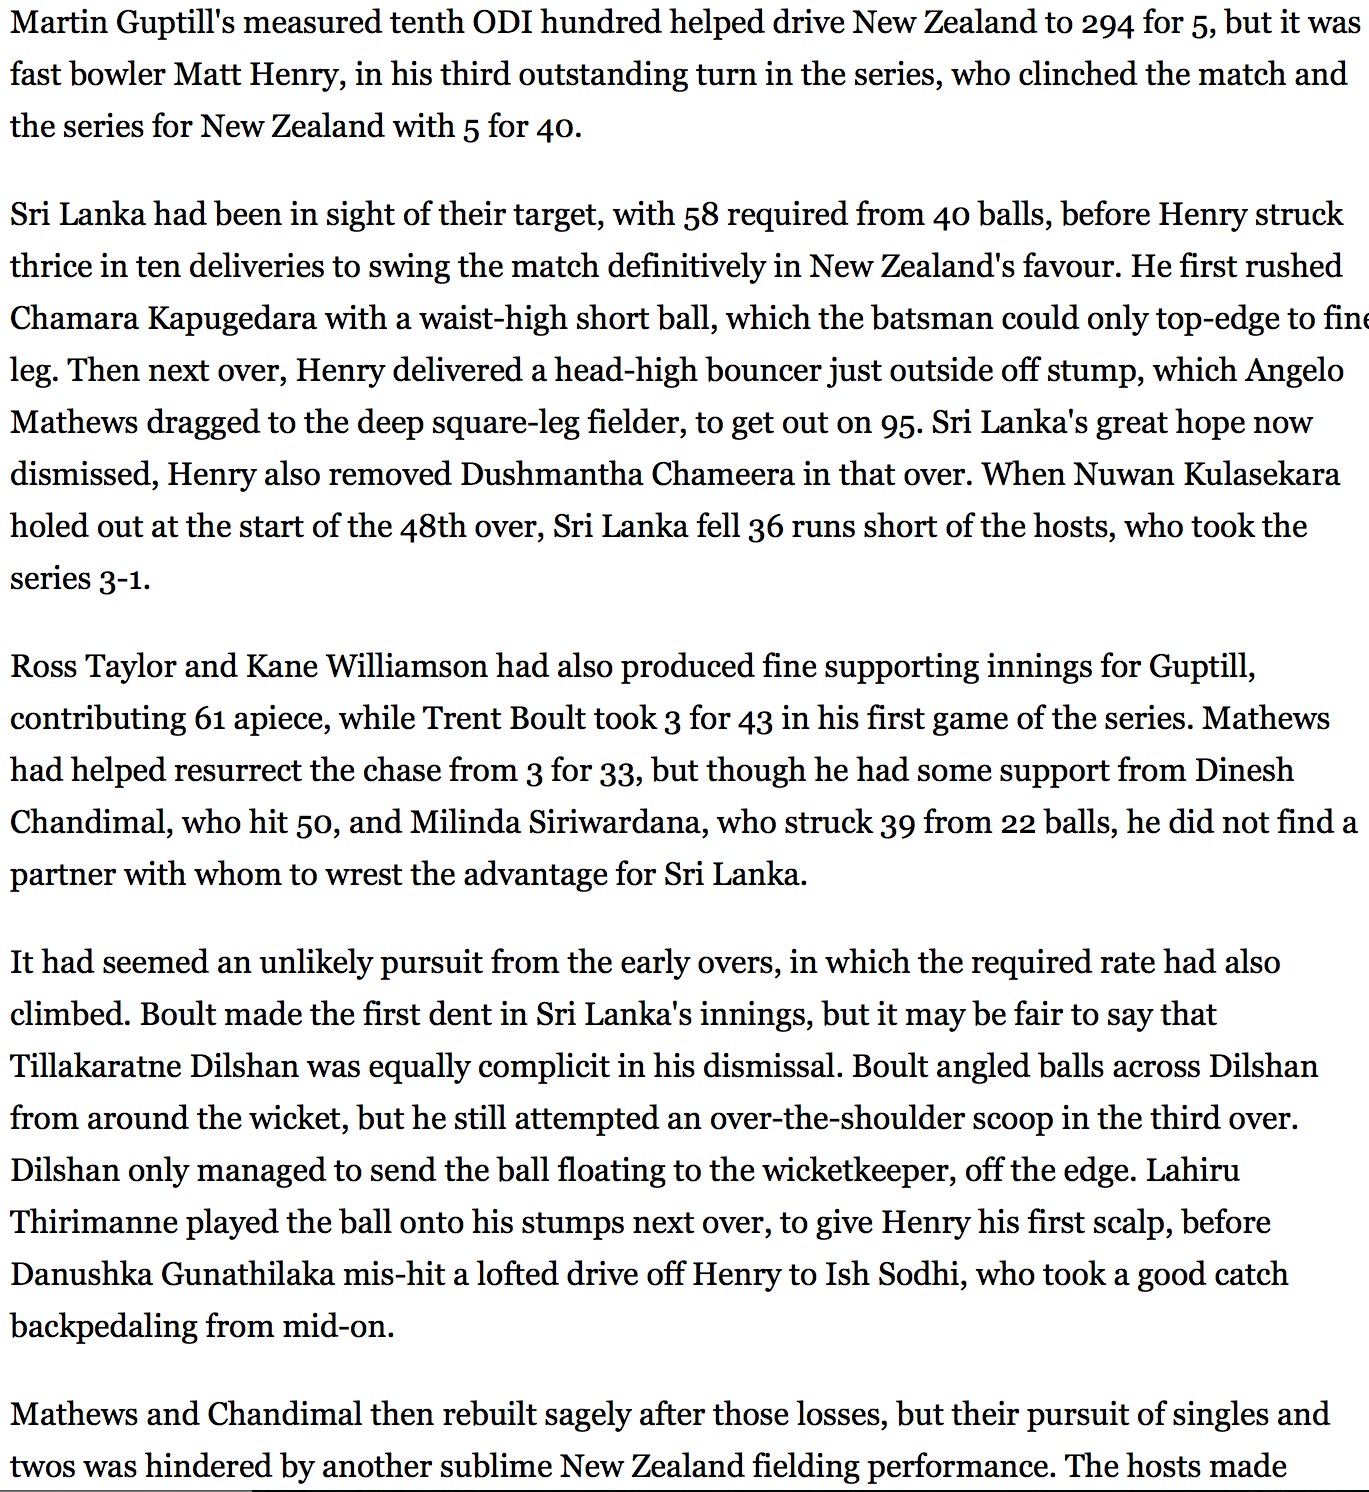 Martin Guptill's measured tenth ODI hundred helped drive New Zealand to 294 for 5, but it was
fast bowler Matt Henry, in his third outstanding turn in the series, who clinched the match and
the series for New Zealand with 5 for 40.
Sri Lanka had been in sight of their target, with 58 required from 40 balls, before Henry struck
thrice in ten deliveries to swing the match definitively in New Zealand's favour. He first rushed
Chamara Kapugedara with a waist-high short ball, which the batsman could only top-edge to fine
leg. Then next over, Henry delivered a head-high bouncer just outside off stump, which Angelo
Mathews dragged to the deep square-leg fielder, to get out on 95. Sri Lanka's great hope now
dismissed, Henry also removed Dushmantha Chameera in that over. When Nuwan Kulasekara
holed out at the start of the 48th over, Sri Lanka fell 36 runs short of the hosts, who took the
series 3-1.
Ross Taylor and Kane Williamson had also produced fine supporting innings for Guptill,
contributing 61 apiece, while Trent Boult took 3 for 43 in his first game of the series. Mathews
had helped resurrect the chase from 3 for 33, but though he had some support from Dinesh
Chandimal, who hit 50, and Milinda Siriwardana, who struck 39 from 22 balls, he did not find a
partner with whom to wrest the advantage for Sri Lanka.
It had seemed an unlikely pursuit from the early overs, in which the required rate had also
climbed. Boult made the first dent in Sri Lanka's innings, but it may be fair to say that
Tillakaratne Dilshan was equally complicit in his dismissal. Boult angled balls across Dilshan
from around the wicket, but he still attempted an over-the-shoulder scoop in the third over.
Dilshan only managed to send the ball floating to the wicketkeeper, off the edge. Lahiru
Thirimanne played the ball onto his stumps next over, to give Henry his first scalp, before
Danushka Gunathilaka mis-hit a lofted drive off Henry to Ish Sodhi, who took a good catch
backpedaling from mid-on.
Mathews and Chandimal then rebuilt sagely after those losses, but their pursuit of singles and
twos was hindered by another sublime New Zealand fielding performance. The hosts made